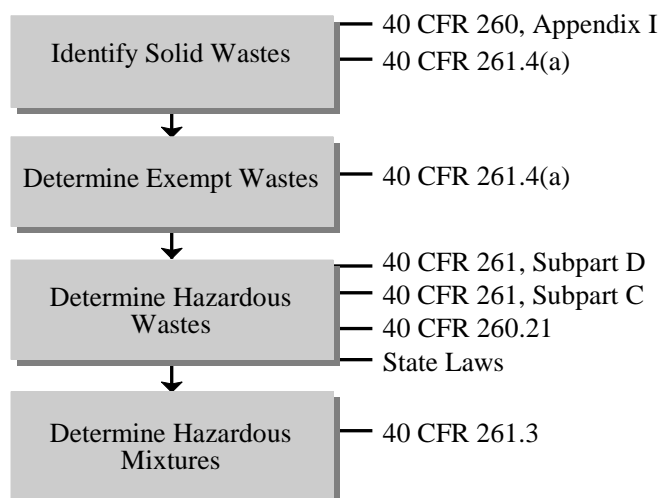 Identify Solid Wastes
40 CFR 260, Appendix I
40 CFR 261.4(a)
Determine Exempt Wastes
40 CFR 261.4(a)
Determine Hazardous
Wastes
40 CFR 261, Subpart D
40 CFR 261, Subpart C
40 CFR 260.21
State Laws
Determine Hazardous
Mixtures
40 CFR 261.3